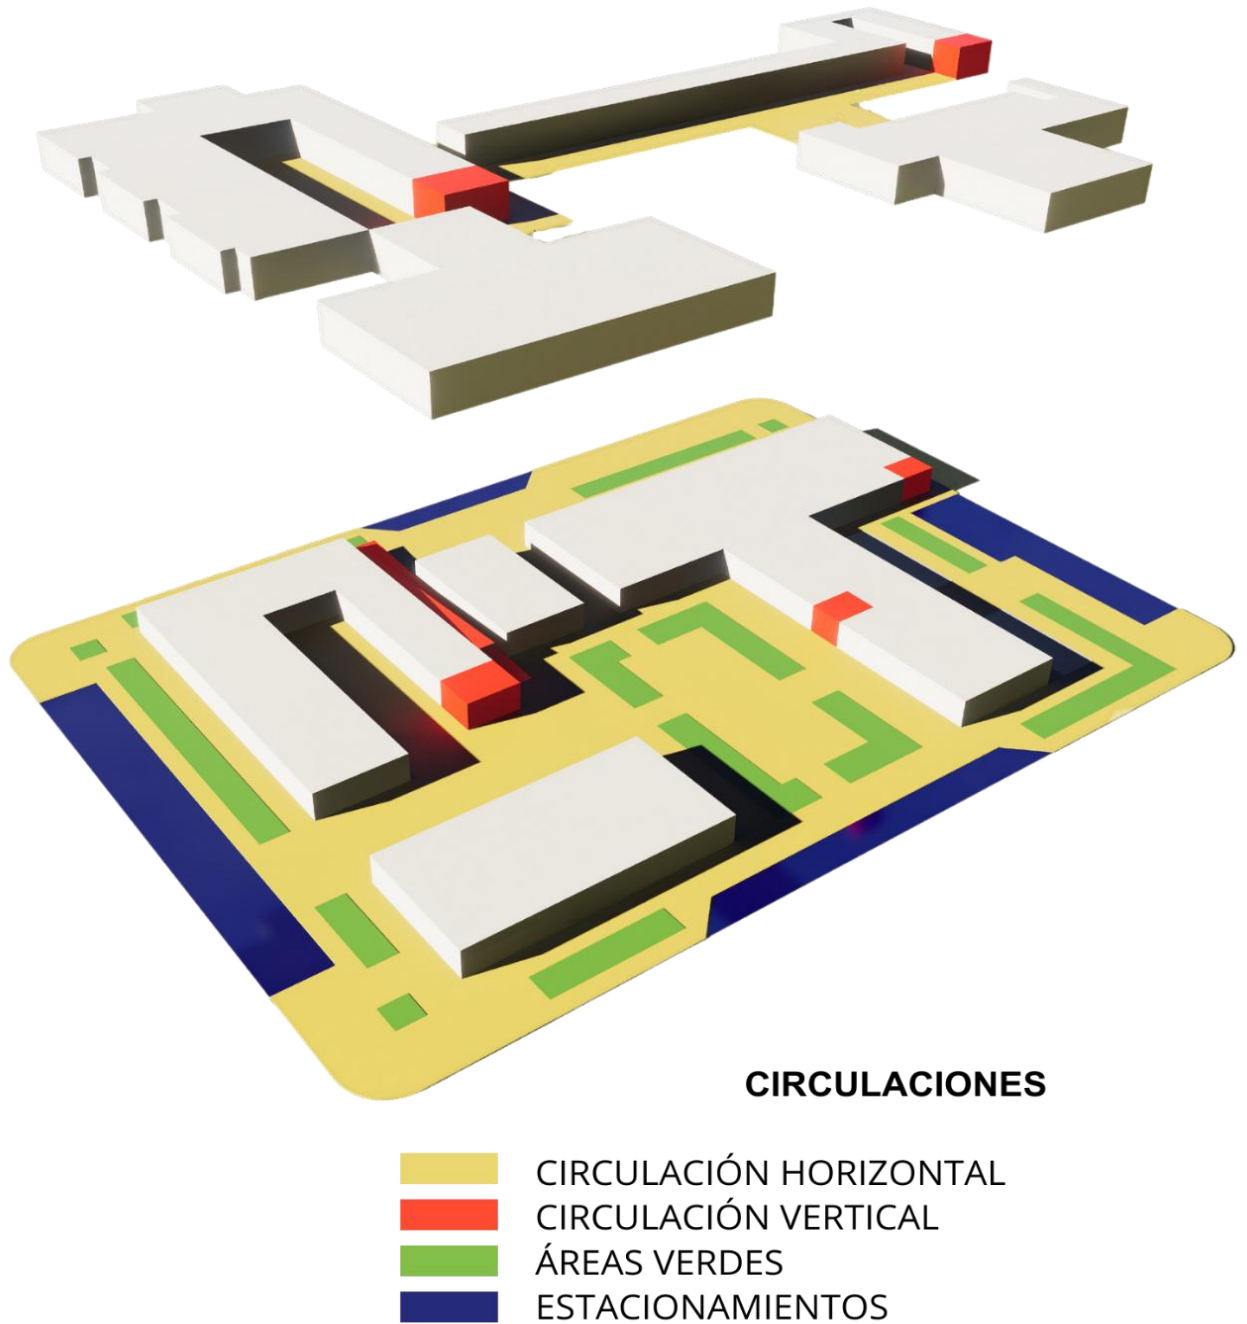 CIRCULACIONES
CIRCULACIÓN HORIZONTAL
CIRCULACIÓN VERTICAL
ÁREAS VERDES
ESTACIONAMIENTOS